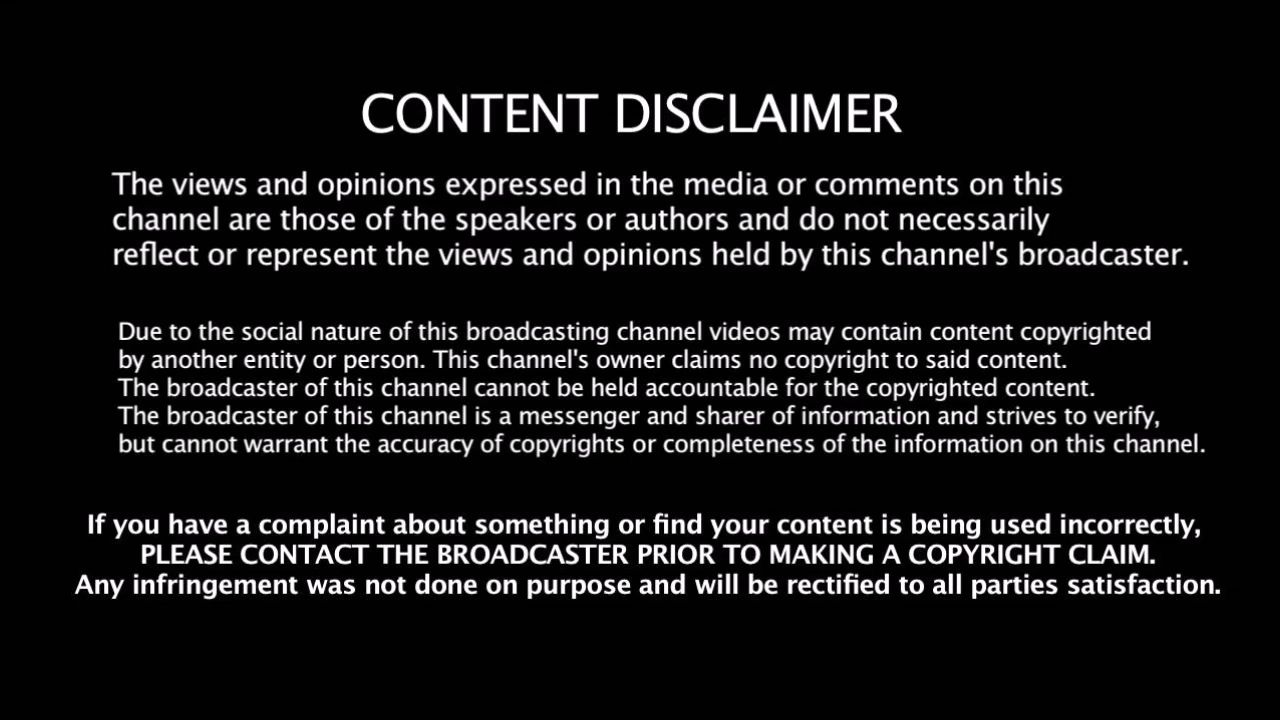 CONTENT DISCLAIMER
The views and opinions expressed in the media or comments on this
channel are those of the speakers or authors and do not necessarily
reflect or represent the views and opinions held by this channel's broadcaster.
Due to the social nature of this broadcasting channel videos may contain content copyrighted
by another entity or person. This channel's owner claims no copyright to said content.
The broadcaster of this channel cannot be held accountable for the copyrighted content.
The broadcaster of this channel is a messenger and sharer of information and strives to verify,
but cannot warrant the accuracy of copyrights or completeness of the information on this channel.
If you have a complaint about something or find your content is being used incorrectly,
PLEASE CONTACT THE BROADCASTER PRIOR TO MAKING A COPYRIGHT CLAIM.
Any infringement was not done on purpose and will be rectified to all parties satisfaction.